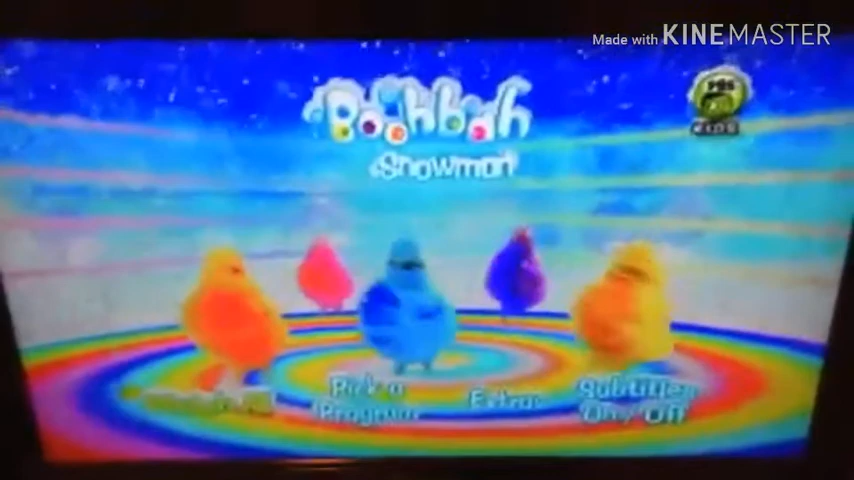 Made with KINEMASTER
Boohbah
Snowman
PBS
KIDS
Pick a
Program
Extras
Subtitles
On / Off